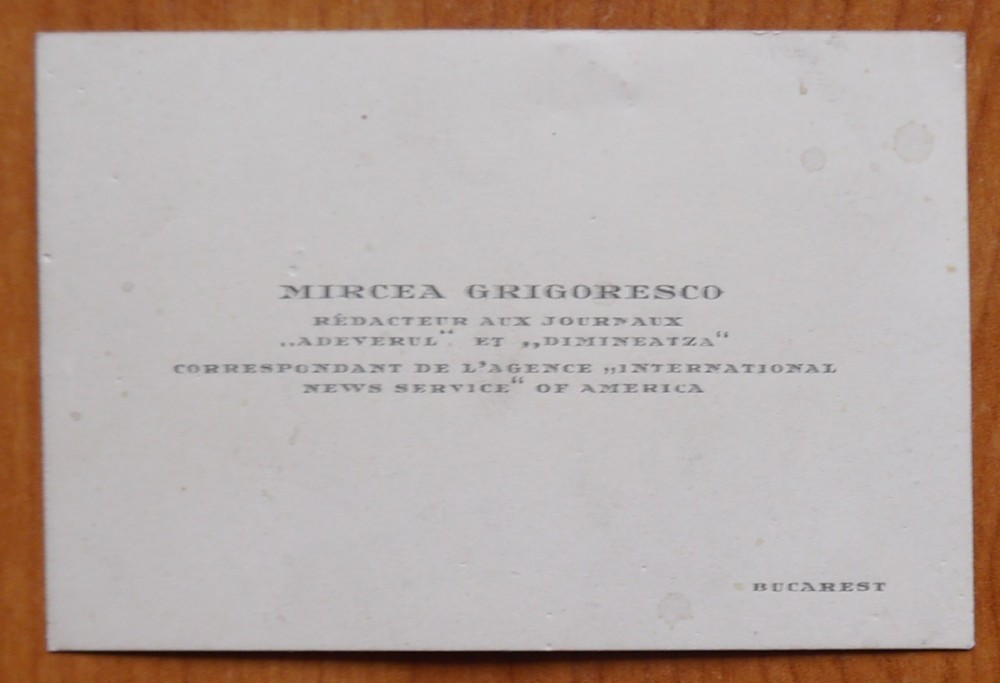 MIRCEA GRIGORESCO
RÉDACTEUR AUX JOURNAUX
„ADEVERUL“ ET „DIMINEATZA“
CORRESPONDANT DE L’AGENCE „INTERNATIONAL
NEWS SERVICE“ OF AMERICA
BUCAREST